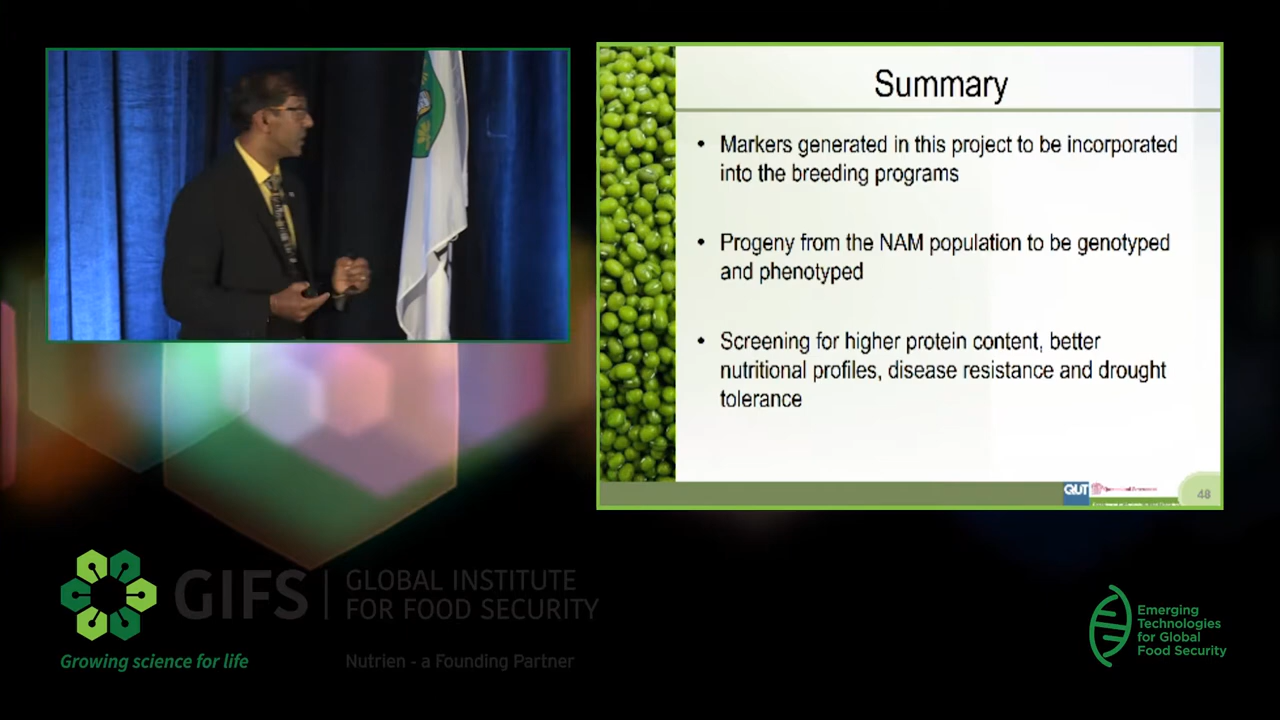 Summary
• Markers generated in this project to be incorporated
into the breeding programs
• Progeny from the NAM population to be genotyped
and phenotyped
• Screening for higher protein content, better
nutritional profiles, disease resistance and drought
tolerance
QUT
48
GIFS
GLOBAL INSTITUTE
FOR FOOD SECURITY
Growing science for life
Nutrien - a Founding Partner
Emerging
Technologies
for Global
Food Security